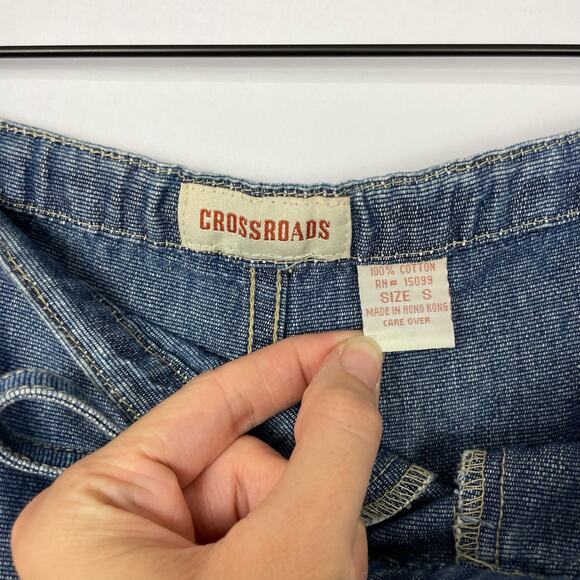 CROSSROADS
100% COTTON
RN# 15099
SIZE S
MADE IN HONG KONG
CARE OVER